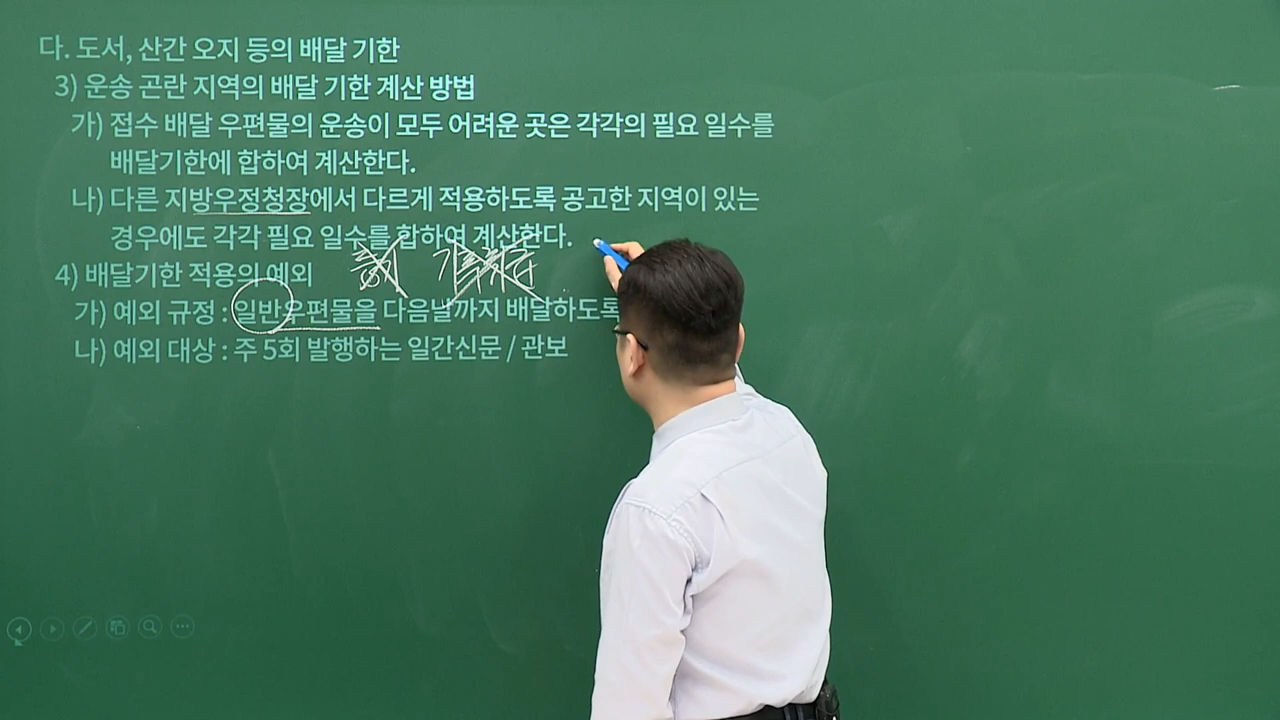 다. 도서, 산간 오지 등의 배달 기한
3) 운송 곤란 지역의 배달 기한 계산 방법
가) 접수 배달 우편물의 운송이 모두 어려운 곳은 각각의 필요 일수를
배달기한에 합하여 계산한다.
나) 다른 지방우정청장에서 다르게 적용하도록 공고한 지역이 있는
경우에도 각각 필요 일수를 합하여 계산한다.
4) 배달기한 적용의 예외
가) 예외 규정 : 일반우편물을 다음날까지 배달하도록
나) 예외 대상 : 주 5회 발행하는 일간신문 / 관보